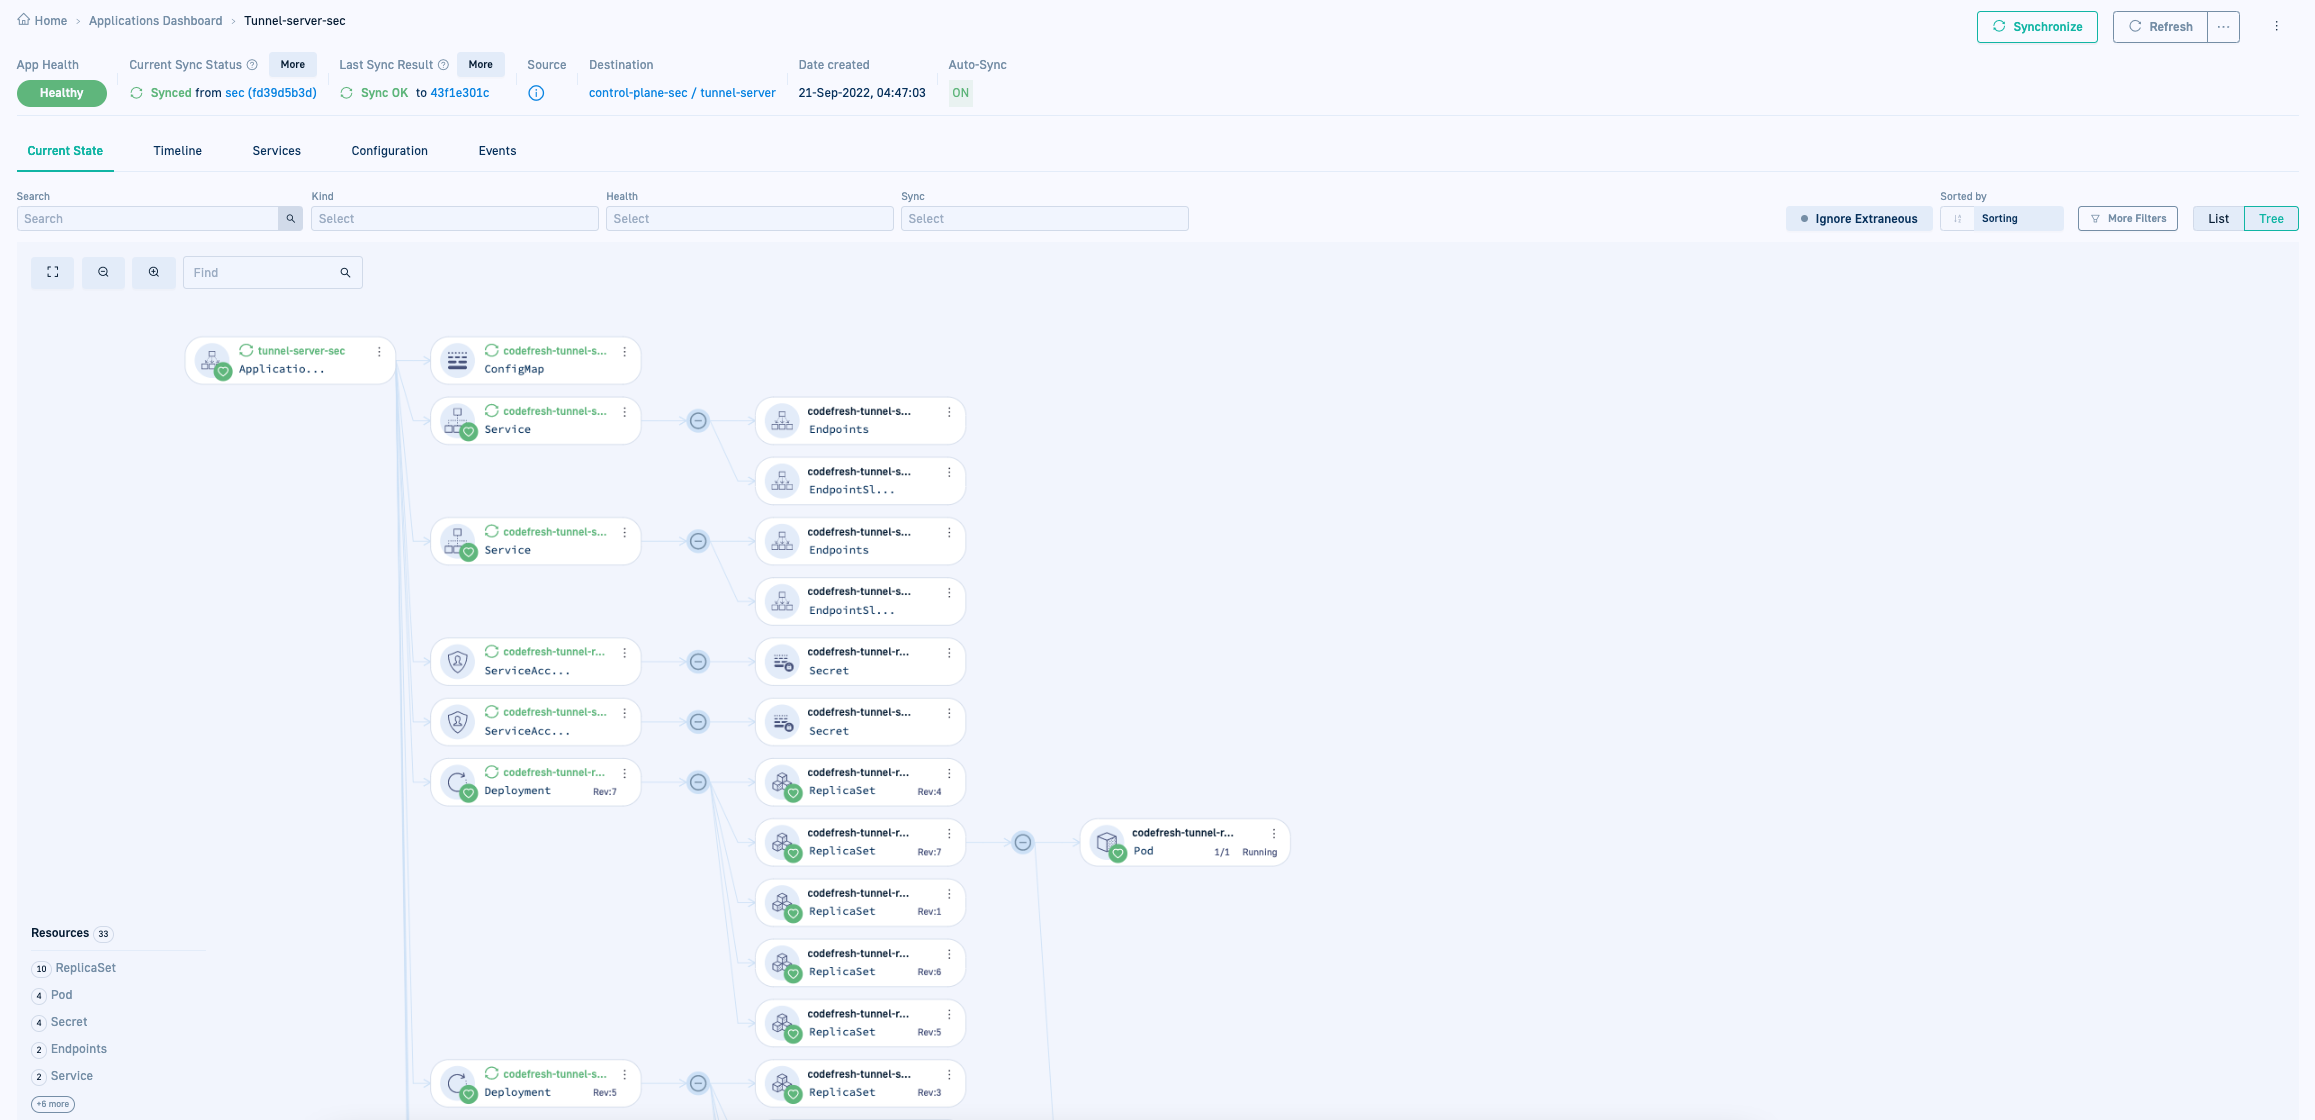 Home › Applications Dashboard › Tunnel-server-sec
Synchronize
Refresh
App Health
Current Sync Status
More
Last Sync Result
More
Source
Destination
Date created
Auto-Sync
Healthy
Synced from sec (fd39d5b3d)
Sync OK to 43f1e301c
control-plane-sec / tunnel-server
21-Sep-2022, 04:47:03
ON
Current State
Timeline
Services
Configuration
Events
Search
Kind
Health
Sync
Sorted by
Search
Select
Select
Select
Ignore Extraneous
Sorting
More Filters
List
Tree
Find
tunnel-server-sec
Applicatio...
codefresh-tunnel-s...
ConfigMap
codefresh-tunnel-s...
Service
codefresh-tunnel-s...
Endpoints
codefresh-tunnel-s...
EndpointSl...
codefresh-tunnel-s...
Service
codefresh-tunnel-s...
Endpoints
codefresh-tunnel-s...
EndpointSl...
codefresh-tunnel-r...
ServiceAcc...
codefresh-tunnel-r...
Secret
codefresh-tunnel-s...
ServiceAcc...
codefresh-tunnel-s...
Secret
codefresh-tunnel-r...
Deployment Rev:7
codefresh-tunnel-r...
ReplicaSet Rev:4
codefresh-tunnel-r...
ReplicaSet Rev:7
codefresh-tunnel-r...
Pod 1/1 Running
codefresh-tunnel-r...
ReplicaSet Rev:1
codefresh-tunnel-r...
ReplicaSet Rev:6
codefresh-tunnel-r...
ReplicaSet Rev:5
codefresh-tunnel-s...
Deployment Rev:5
codefresh-tunnel-s...
ReplicaSet Rev:3
Resources 33
10 ReplicaSet
4 Pod
4 Secret
2 Endpoints
2 Service
+6 more